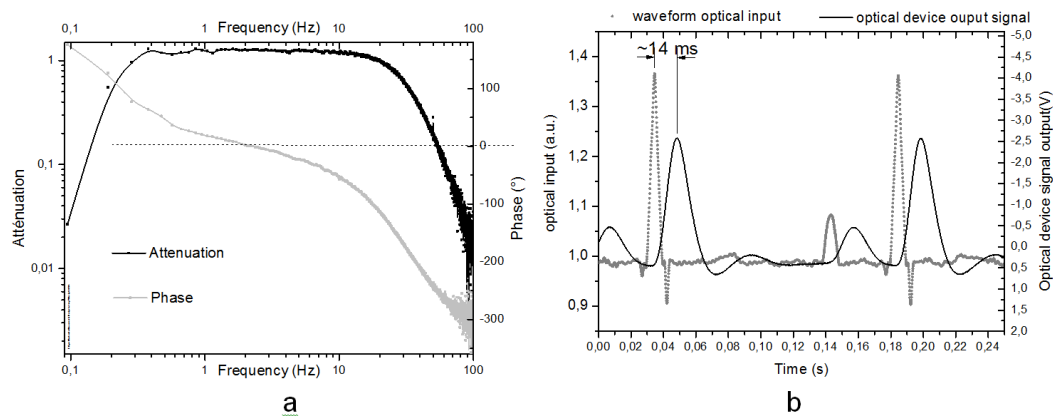 Frequency (Hz)
0,1 1 10 100
1
0,1
0,01
Atténuation
100
0
-100
-200
-300
Phase (°)
Attenuation
Phase
0,1 1 10 100
Frequency (Hz)
a
waveform optical input
optical device ouput signal
~14 ms
1,4
1,3
1,2
1,1
1,0
0,9
optical input (a.u.)
-5,0
-4,5
-4,0
-3,5
-3,0
-2,5
-2,0
-1,5
-1,0
-0,5
0,0
0,5
1,0
1,5
2,0
Optical device signal output(V)
0,00 0,02 0,04 0,06 0,08 0,10 0,12 0,14 0,16 0,18 0,20 0,22 0,24
Time (s)
b